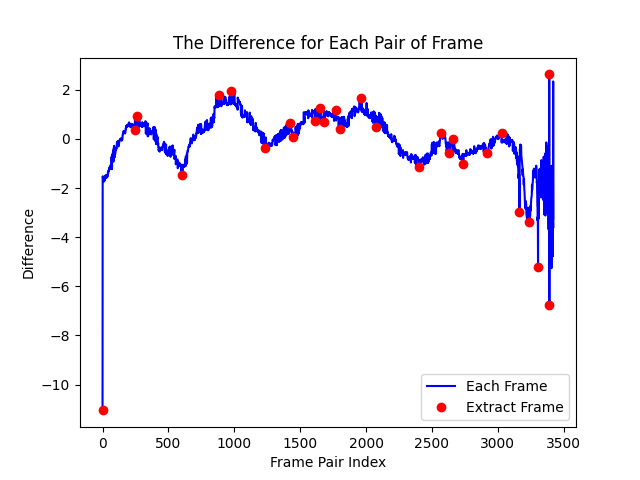 The Difference for Each Pair of Frame
2
0
−2
−4
−6
−8
−10
Difference
0 500 1000 1500 2000 2500 3000 3500
Frame Pair Index
Each Frame
Extract Frame